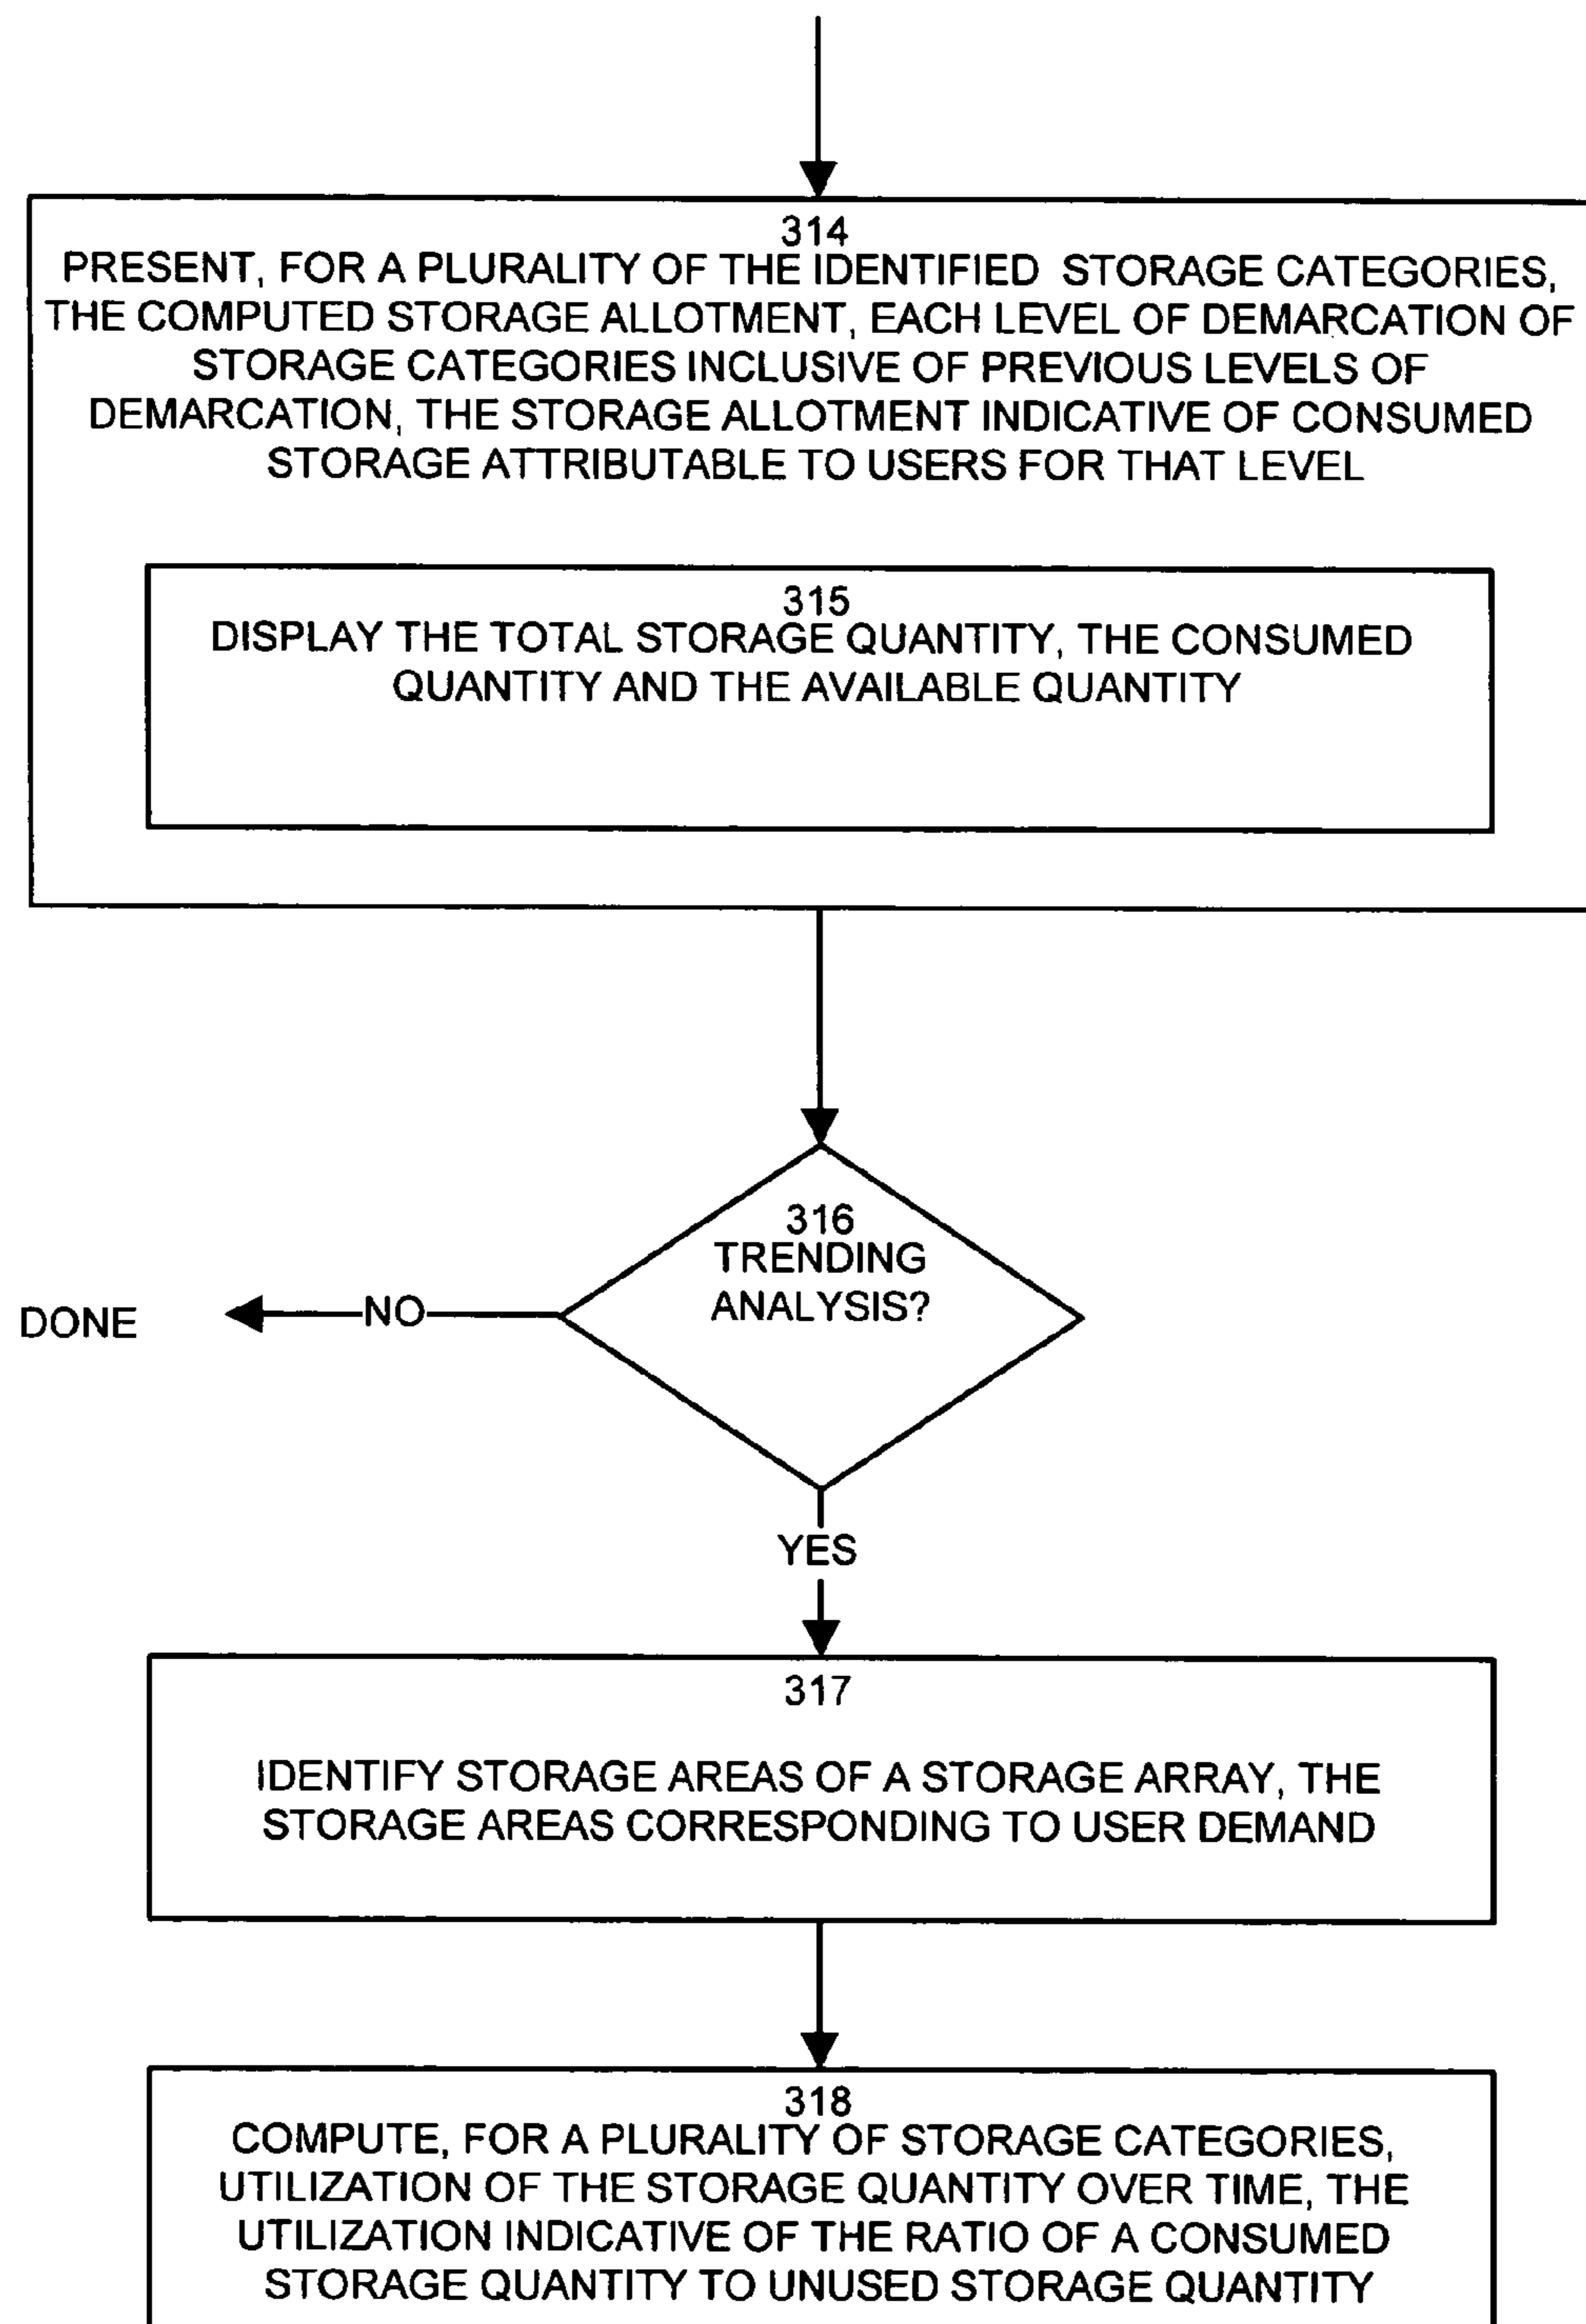 314
PRESENT, FOR A PLURALITY OF THE IDENTIFIED STORAGE CATEGORIES,
THE COMPUTED STORAGE ALLOTMENT, EACH LEVEL OF DEMARCATION OF
STORAGE CATEGORIES INCLUSIVE OF PREVIOUS LEVELS OF
DEMARCATION, THE STORAGE ALLOTMENT INDICATIVE OF CONSUMED
STORAGE ATTRIBUTABLE TO USERS FOR THAT LEVEL
315
DISPLAY THE TOTAL STORAGE QUANTITY, THE CONSUMED
QUANTITY AND THE AVAILABLE QUANTITY
316
TRENDING
ANALYSIS?
NO
DONE
YES
317
IDENTIFY STORAGE AREAS OF A STORAGE ARRAY, THE
STORAGE AREAS CORRESPONDING TO USER DEMAND
318
COMPUTE, FOR A PLURALITY OF STORAGE CATEGORIES,
UTILIZATION OF THE STORAGE QUANTITY OVER TIME, THE
UTILIZATION INDICATIVE OF THE RATIO OF A CONSUMED
STORAGE QUANTITY TO UNUSED STORAGE QUANTITY